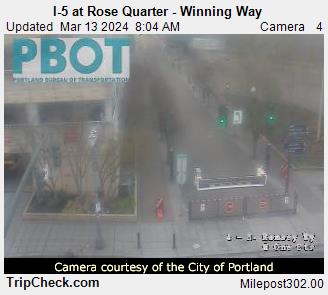 I-5 at Rose Quarter - Winning Way
Updated Mar 13 2024 8:04 AM Camera 4
PBOT
PORTLAND BUREAU OF TRANSPORTATION
Camera courtesy of the City of Portland
TripCheck.com Milepost302.00